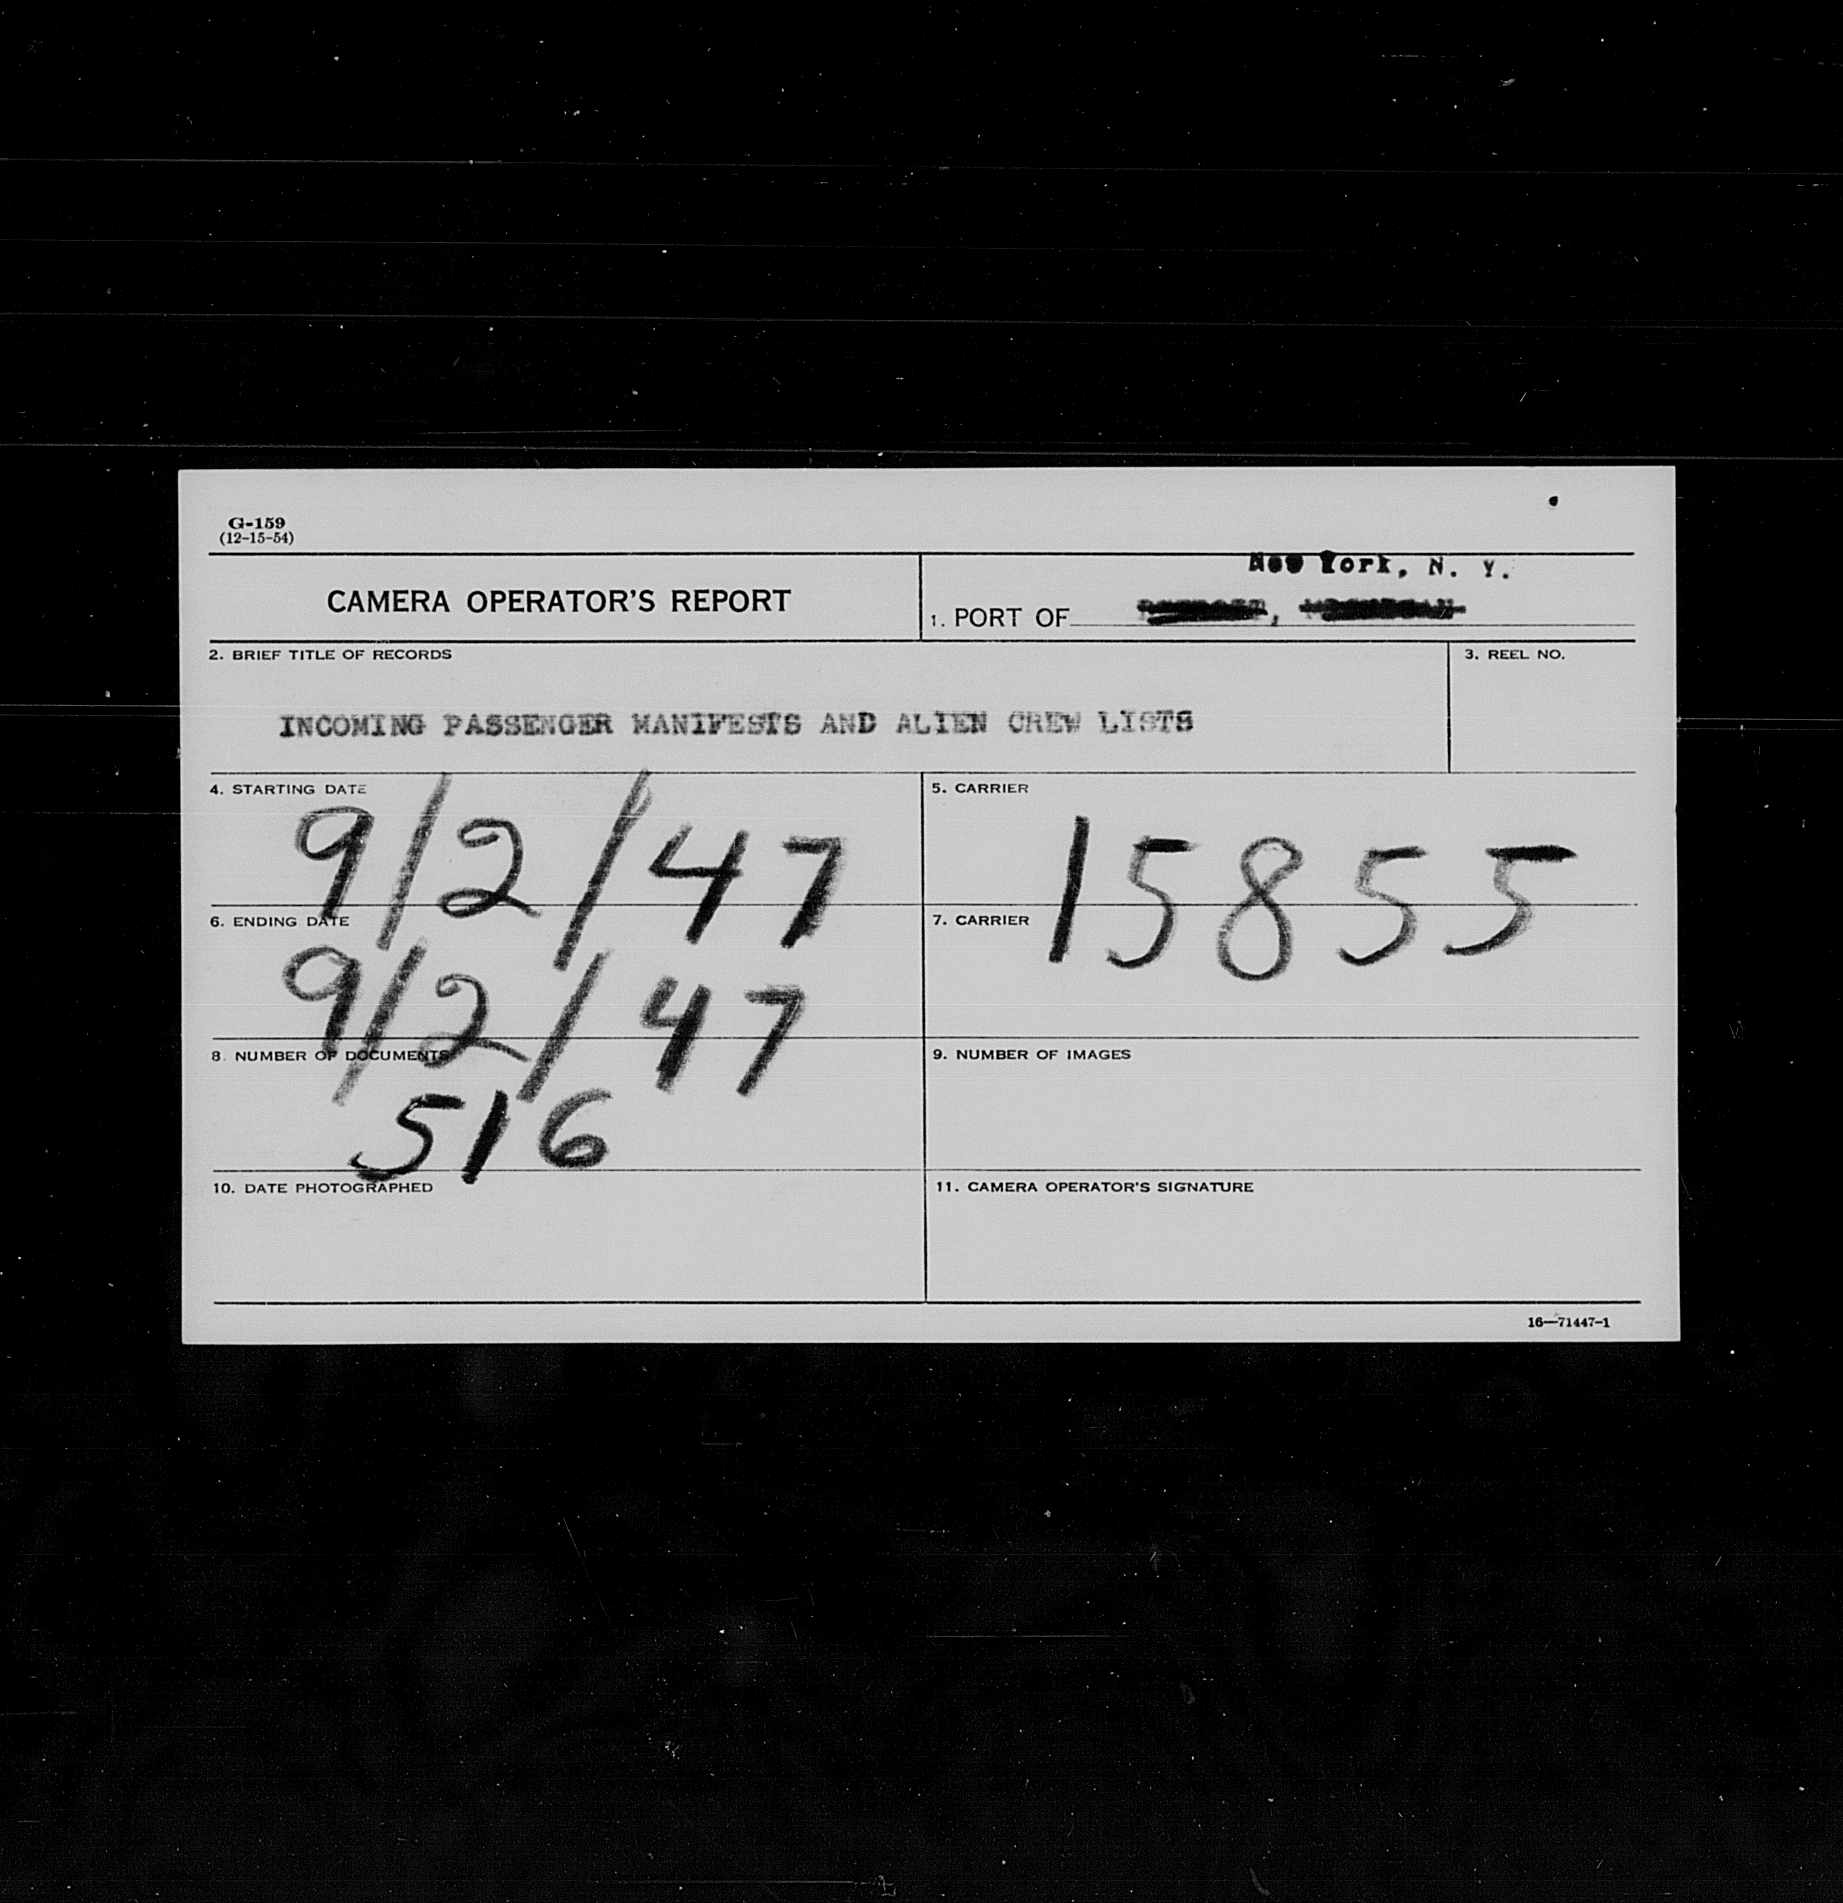 G-159
(12-15-54)
CAMERA OPERATOR'S REPORT
New York, N. Y.
1. PORT OF
2. BRIEF TITLE OF RECORDS
3. REEL NO.
INCOMING PASSENGER MANIFESTS AND ALIEN CREW LISTS
4. STARTING DATE
9/2/47
5. CARRIER
15855
6. ENDING DATE
9/2/47
7. CARRIER
8. NUMBER OF DOCUMENTS
516
9. NUMBER OF IMAGES
10. DATE PHOTOGRAPHED
11. CAMERA OPERATOR'S SIGNATURE
16—71447-1